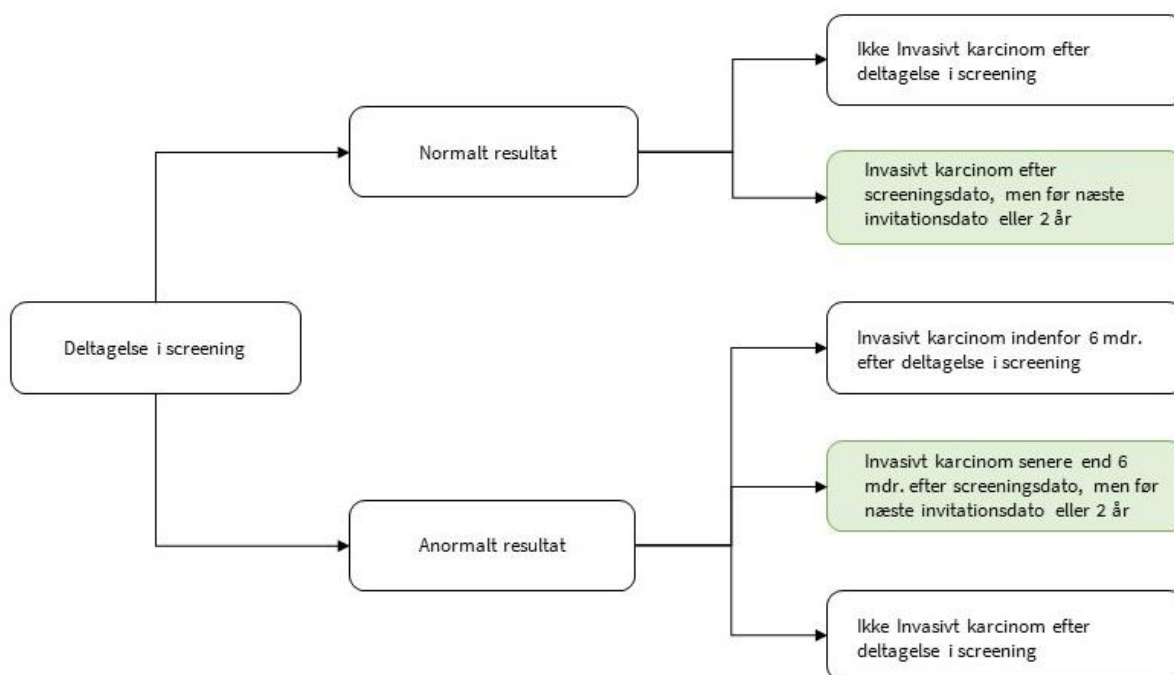 Ikke Invasivt karcinom efter
deltagelse i screening
Normalt resultat
Invasivt karcinom efter
screeningsdato, men før næste
invitationsdato eller 2 år
Deltagelse i screening
Invasivt karcinom indenfor 6 mdr.
efter deltagelse i screening
Invasivt karcinom senere end 6
mdr. efter screeningsdato, men før
næste invitationsdato eller 2 år
Anormalt resultat
Ikke Invasivt karcinom efter
deltagelse i screening